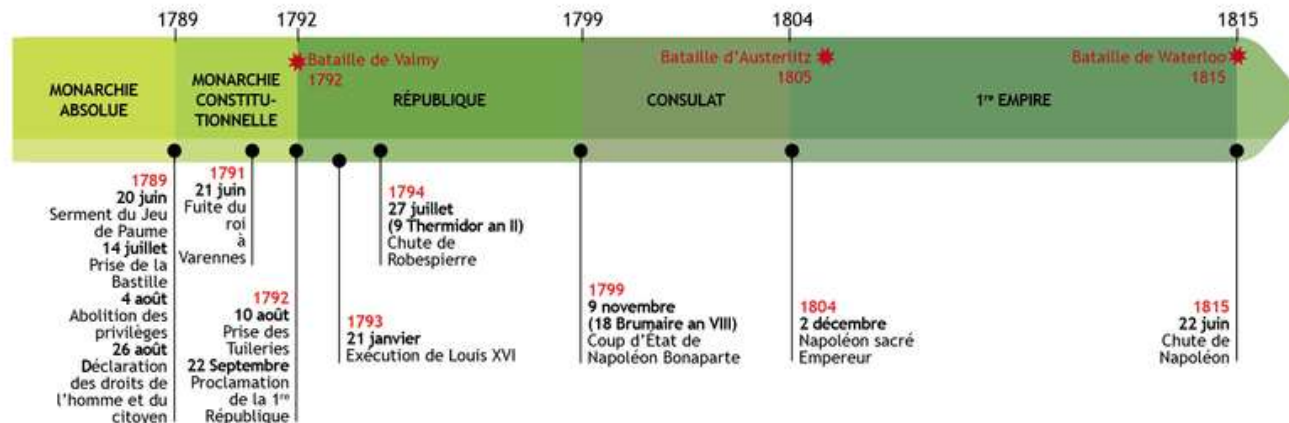 1789
1792
1799
1804
1815
Bataille de Valmy
1792
Bataille d'Austerlitz
1805
Bataille de Waterloo
1815
MONARCHIE
ABSOLUE
MONARCHIE
CONSTITU-
TIONNELLE
RÉPUBLIQUE
CONSULAT
1re EMPIRE
1789
20 juin
Serment du Jeu
de Paume
14 juillet
Prise de la
Bastille
4 août
Abolition des
privilèges
26 août
Déclaration
des droits de
l'homme et du
citoyen
1791
21 juin
Fuite du
roi
à
Varennes
1792
10 août
Prise des
Tuileries
22 Septembre
Proclamation
de la 1re
République
1793
21 janvier
Exécution de Louis XVI
1794
27 juillet
(9 Thermidor an II)
Chute de
Robespierre
1799
9 novembre
(18 Brumaire an VIII)
Coup d'État de
Napoléon Bonaparte
1804
2 décembre
Napoléon sacré
Empereur
1815
22 juin
Chute de
Napoléon